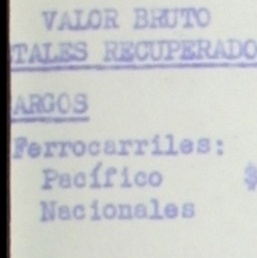 VALOR BRUTO
TALES RECUPERADO
ARGOS
Ferrocarriles:
Pacífico $
Nacionales